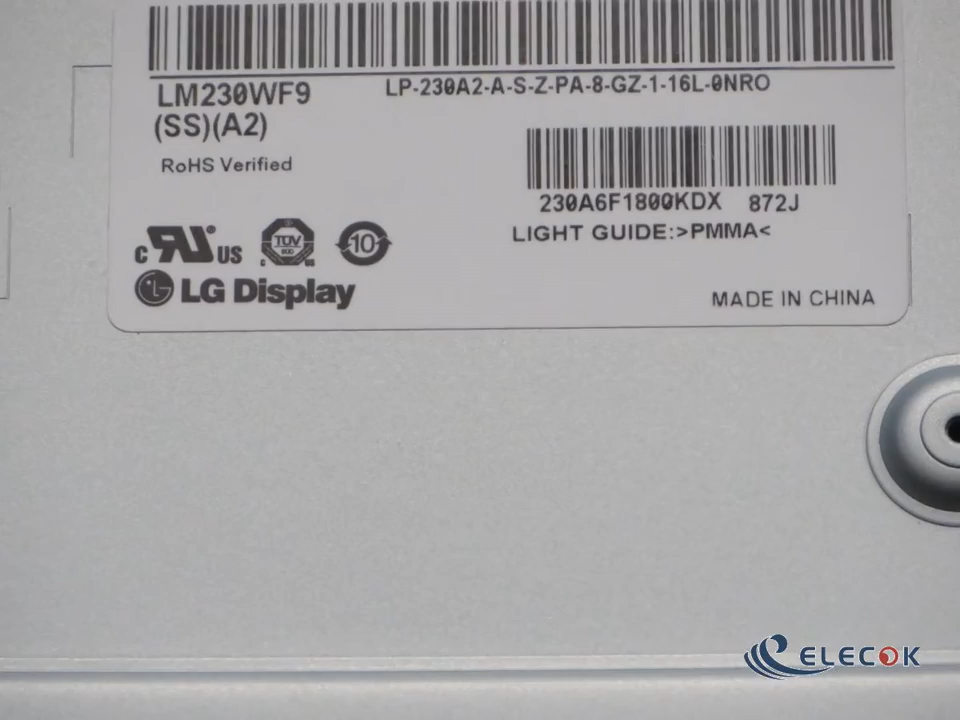 LM230WF9
(SS)(A2)
LP-230A2-A-S-Z-PA-8-GZ-1-16L-0NRO
RoHS Verified
230A6F1800KDX 872J
LIGHT GUIDE:>PMMA<
c RU US
TÜV
10
LG Display
MADE IN CHINA
ELECOK